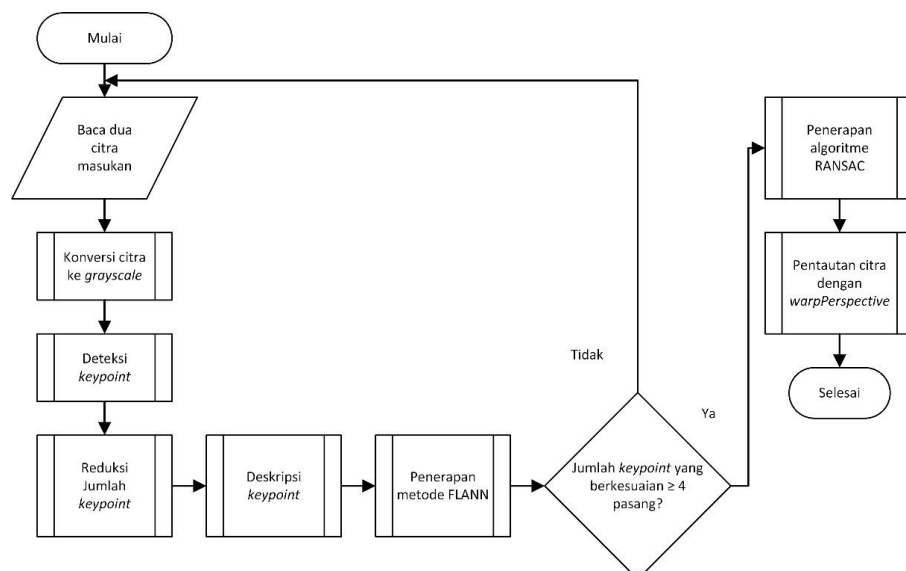 Mulai
Baca dua
citra
masukan
Konversi citra
ke grayscale
Deteksi
keypoint
Reduksi
Jumlah
keypoint
Deskripsi
keypoint
Penerapan
metode FLANN
Jumlah keypoint yang
berkesuaian ≥ 4
pasang?
Tidak
Ya
Penerapan
algoritme
RANSAC
Pentautan citra
dengan
warpPerspective
Selesai